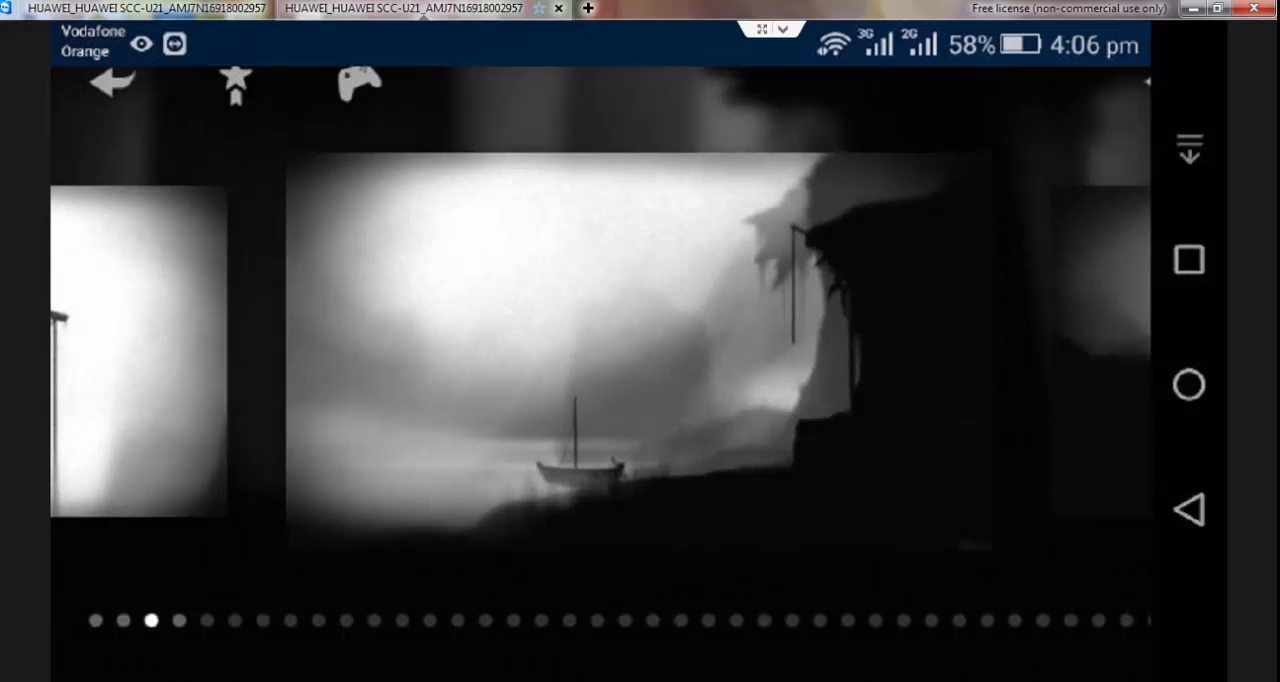 HUAWEI_HUAWEI SCC-U21_AMJ7N16918002957
HUAWEI_HUAWEI SCC-U21_AMJ7N16918002957
Free license (non-commercial use only)
Vodafone
Orange
3G
2G
58%
4:06 pm